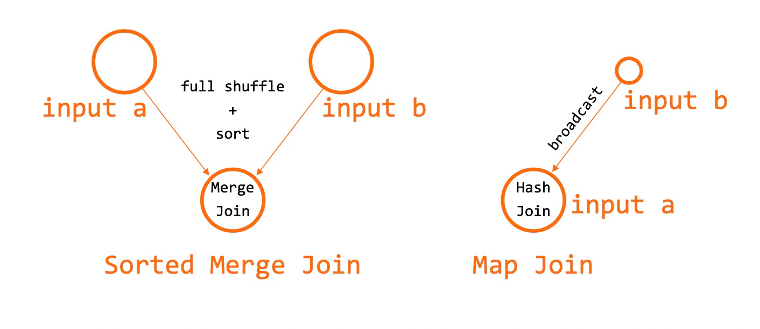 full shuffle
+
sort
input a
input b
Merge
Join
Sorted Merge Join
broadcast
input b
Hash
Join
input a
Map Join